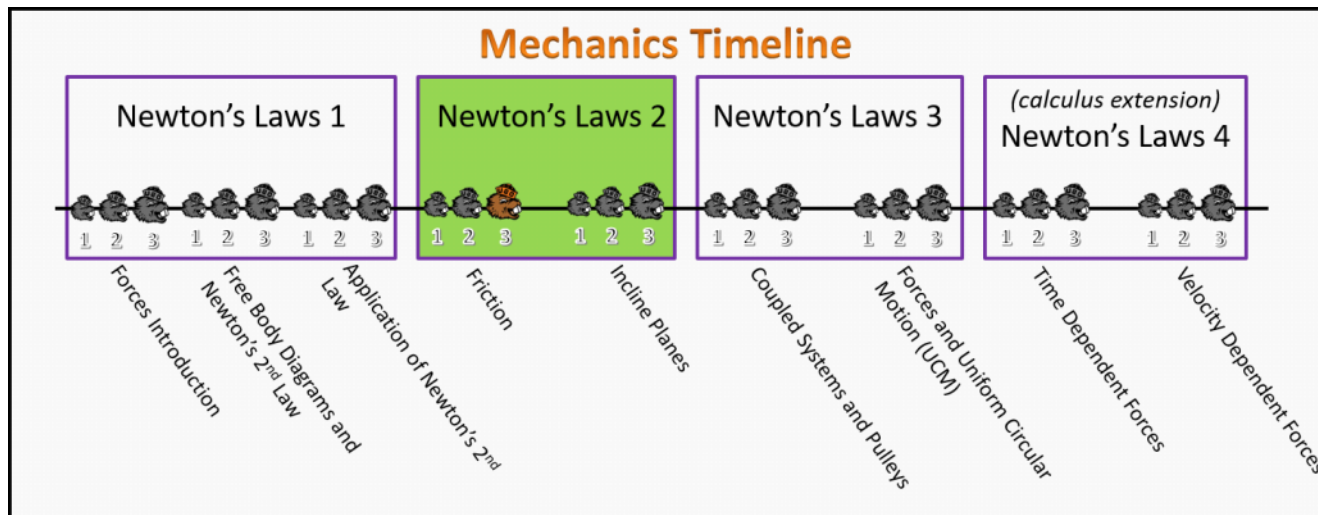 Mechanics Timeline
Newton's Laws 1
1 2 3 1 2 3 1 2 3
Forces Introduction
Free Body Diagrams and
Newton's 2nd Law
Application of Newton's 2nd
Law
Newton's Laws 2
1 2 3 1 2 3
Friction
Incline Planes
Newton's Laws 3
1 2 3 1 2 3
Coupled Systems and Pulleys
Forces and Uniform Circular
Motion (UCM)
(calculus extension)
Newton's Laws 4
1 2 3 1 2 3
Time Dependent Forces
Velocity Dependent Forces